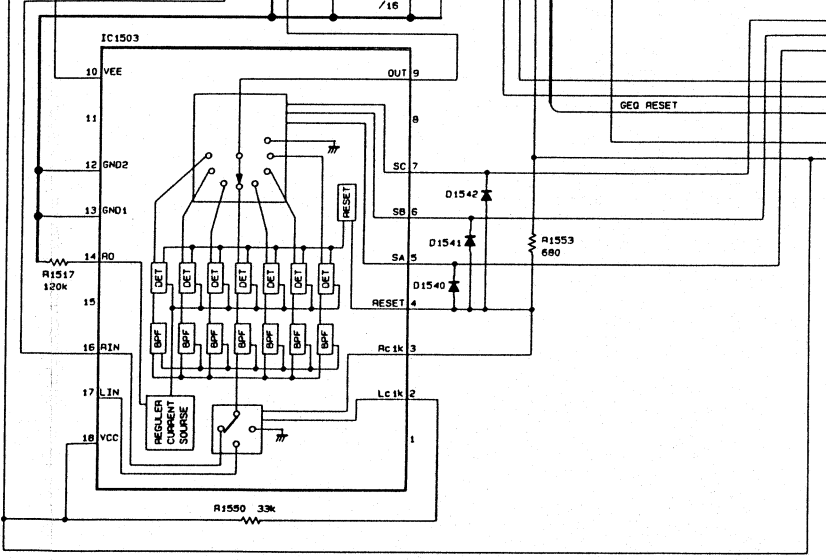 /16
IC1503
10 VEE
OUT 9
GEQ RESET
11
8
12 GND2
SC 7
D1542
RESET
13 GND1
SB 6
D1541
R1553
680
14 RO
SA 5
R1517
120k
DET DET DET DET DET DET DET
D1540
15
RESET 4
BPF BPF BPF BPF BPF BPF BPF
16 RIN
Rclk 3
17 LIN
Lclk 2
REGULER
CURRENT
SOURSE
18 VCC
1
R1550 33k